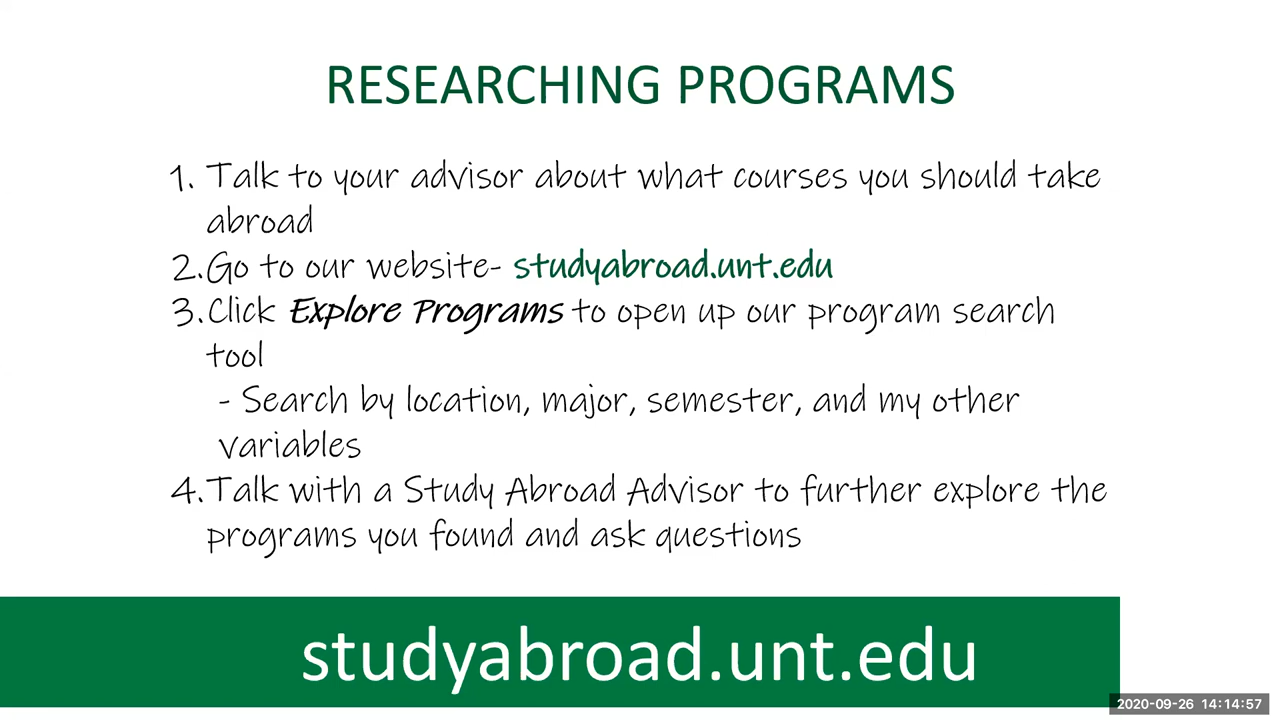 RESEARCHING PROGRAMS
1. Talk to your advisor about what courses you should take
abroad
2. Go to our website- studyabroad.unt.edu
3. Click Explore Programs to open up our program search
tool
- Search by location, major, semester, and my other
variables
4. Talk with a Study Abroad Advisor to further explore the
programs you found and ask questions
studyabroad.unt.edu
2020-09-26 14:14:57